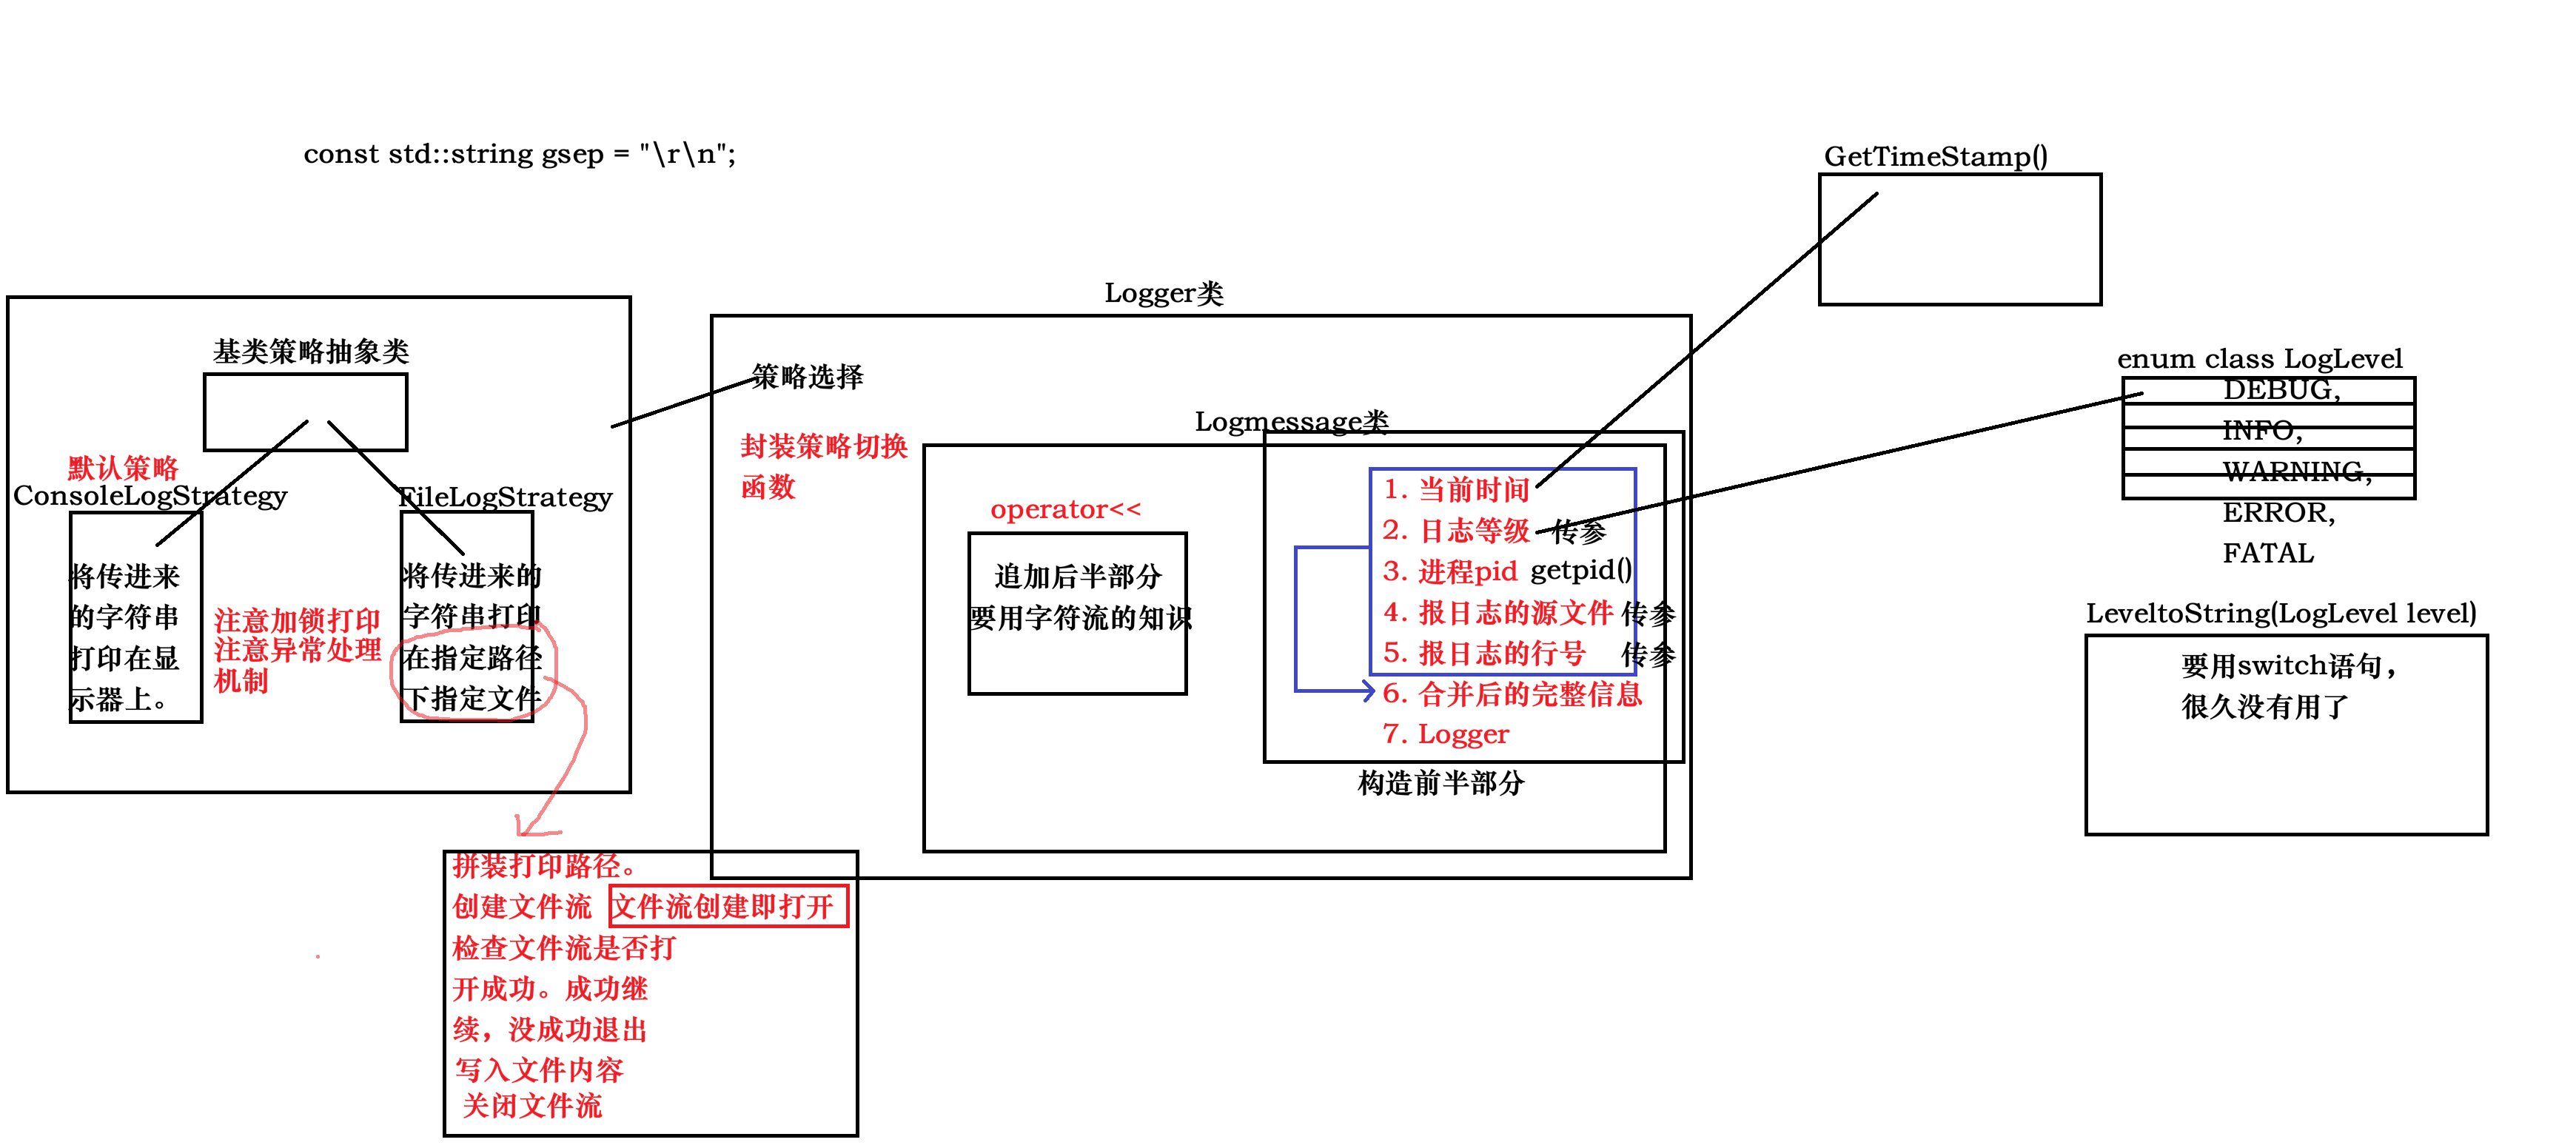 const std::string gsep = "\r\n";
GetTimeStamp()
Logger类
基类策略抽象类
默认策略
ConsoleLogStrategy
FileLogStrategy
将传进来
的字符串
打印在显
示器上。
注意加锁打印
注意异常处理
机制
将传进来的
字符串打印
在指定路径
下指定文件
拼装打印路径。
创建文件流 文件流创建即打开
检查文件流是否打
开成功。成功继
续，没成功退出
写入文件内容
关闭文件流
策略选择
封装策略切换
函数
Logmessage类
operator<<
追加后半部分
要用字符流的知识
1. 当前时间
2. 日志等级 传参
3. 进程pid getpid()
4. 报日志的源文件 传参
5. 报日志的行号 传参
6. 合并后的完整信息
7. Logger
构造前半部分
enum class LogLevel
DEBUG,
INFO,
WARNING,
ERROR,
FATAL
LeveltoString(LogLevel level)
要用switch语句，
很久没有用了